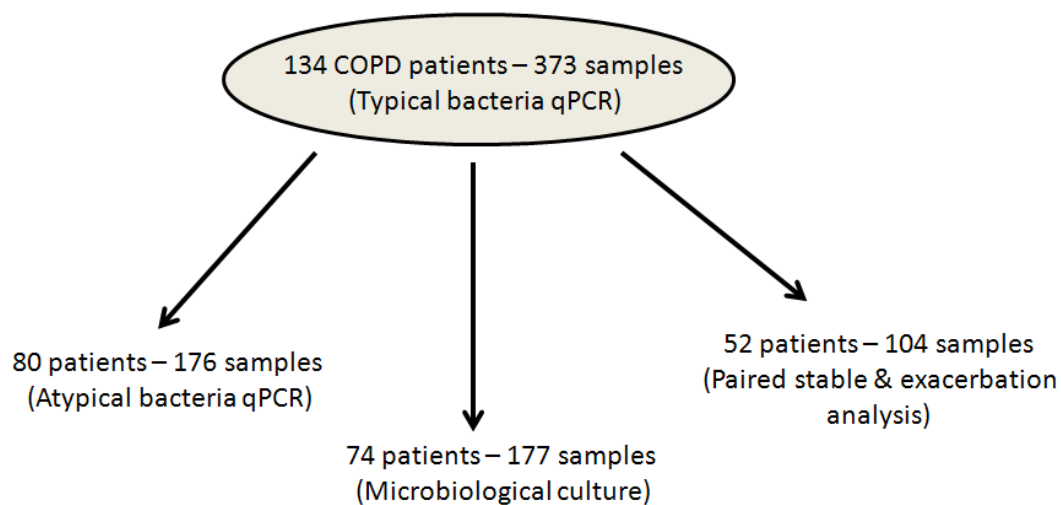 134 COPD patients – 373 samples
(Typical bacteria qPCR)
80 patients – 176 samples
(Atypical bacteria qPCR)
74 patients – 177 samples
(Microbiological culture)
52 patients – 104 samples
(Paired stable & exacerbation
analysis)